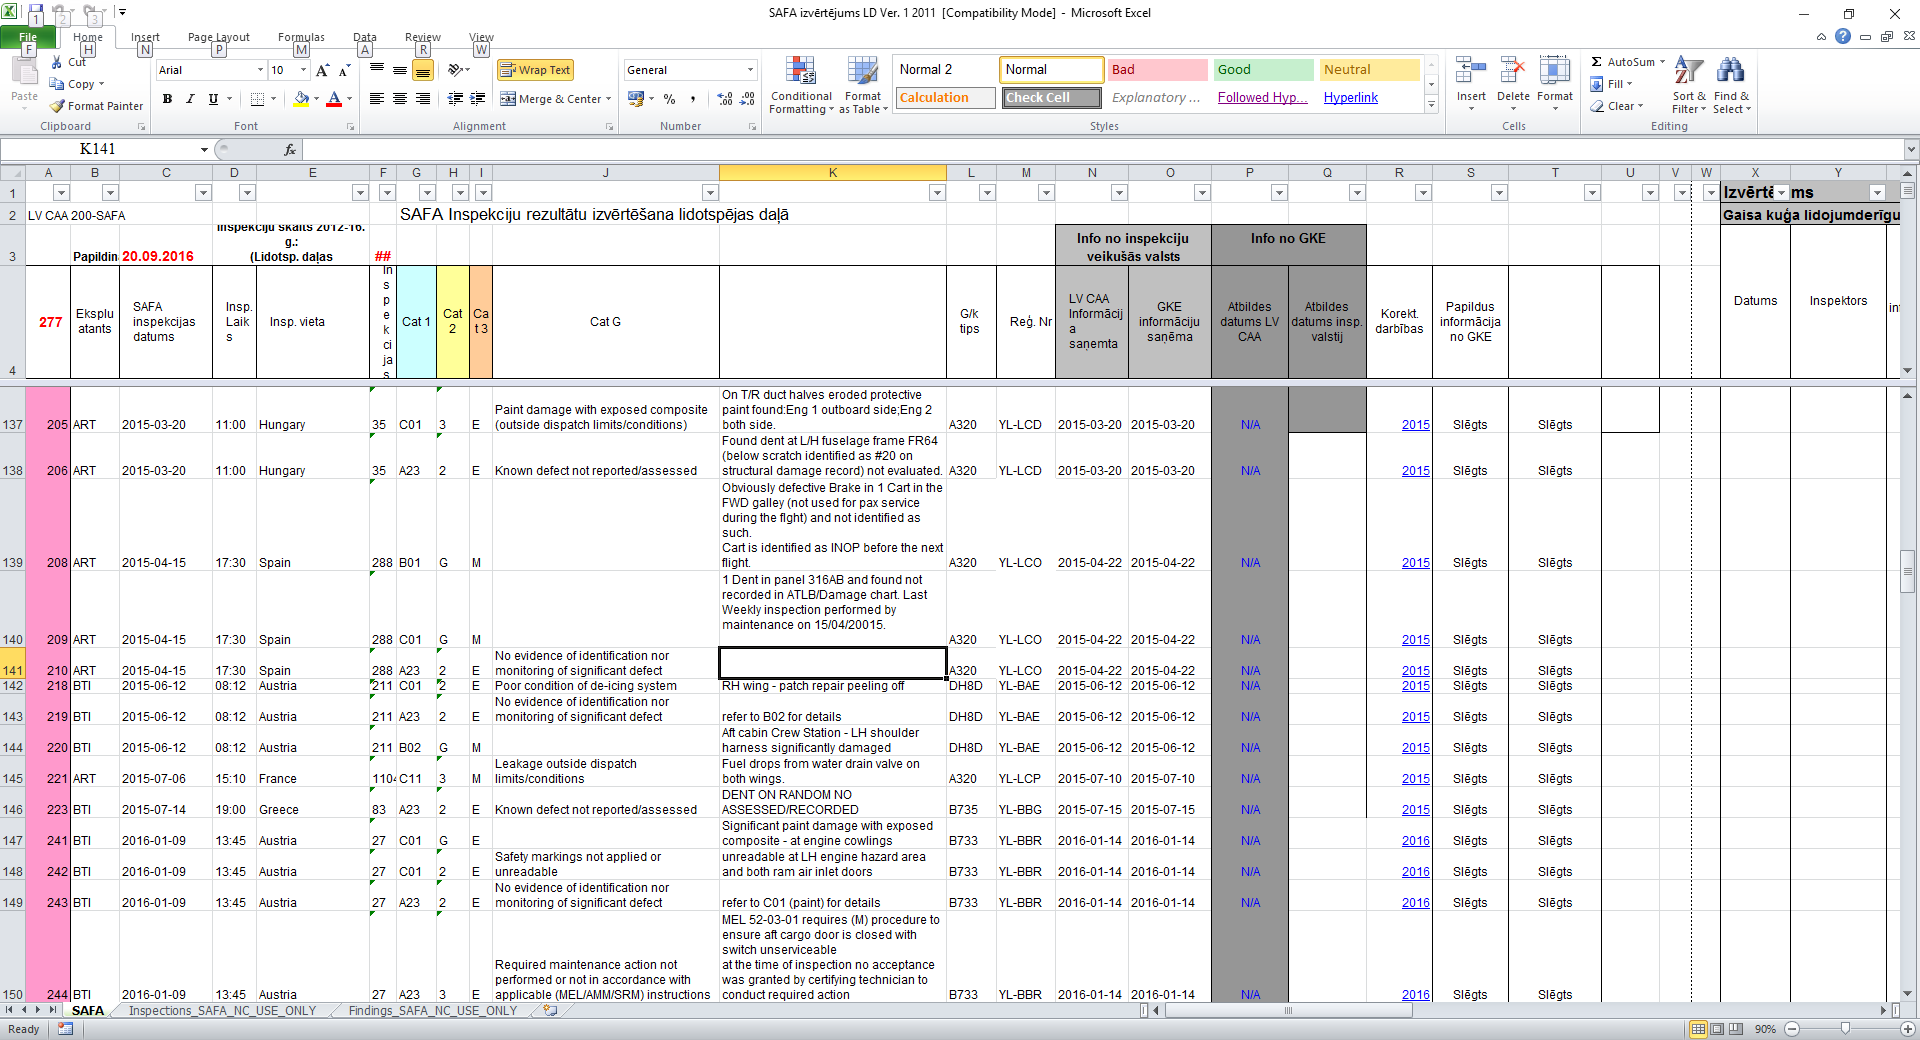 SAFA izvērtējums LD Ver. 1 2011 [Compatibility Mode] - Microsoft Excel
1 2 3
File Home Insert Page Layout Formulas Data Review View
F H N P M A R W
Paste Cut Copy Format Painter
Arial 10
Wrap Text
Merge & Center
General
Conditional Formatting Format as Table
Normal 2 Normal Bad Good Neutral
Calculation Check Cell Explanatory ... Followed Hyp... Hyperlink
Insert Delete Format
AutoSum Fill Clear
Sort & Filter Find & Select
Clipboard Font Alignment Number Styles Cells Editing
K141 fx
A B C D E F G H I J K L M N O P Q R S T U V W X Y
1 Izvērtē ms
2 LV CAA 200-SAFA SAFA Inspekciju rezultātu izvērtēšana lidotspējas daļā Gaisa kuģa lidojumderīgu
3 Papildin 20.09.2016 Inspekciju skaits 2012-16. g.: (Lidotsp. daļas ## Info no inspekciju veikušās valsts Info no GKE
4 277 Eksplu atants SAFA inspekcijas datums Insp. Laik s Insp. vieta Inspekcijas Cat 1 Cat 2 Ca t 3 Cat G G/k tips Reģ. Nr LV CAA Informācij a saņemta GKE informāciju saņēma Atbildes datums LV CAA Atbildes datums insp. valstij Korekt. darbības Papildus informācija no GKE Datums Inspektors in
137 205 ART 2015-03-20 11:00 Hungary 35 C01 3 E Paint damage with exposed composite (outside dispatch limits/conditions) On T/R duct halves eroded protective paint found:Eng 1 outboard side;Eng 2 both side. A320 YL-LCD 2015-03-20 2015-03-20 N/A 2015 Slēgts Slēgts
138 206 ART 2015-03-20 11:00 Hungary 35 A23 2 E Known defect not reported/assessed Found dent at L/H fuselage frame FR64 (below scratch identified as #20 on structural damage record) not evaluated. A320 YL-LCD 2015-03-20 2015-03-20 N/A 2015 Slēgts Slēgts
139 208 ART 2015-04-15 17:30 Spain 288 B01 G M Obviously defective Brake in 1 Cart in the FWD galley (not used for pax service during the flght) and not identified as such. Cart is identified as INOP before the next flight. A320 YL-LCO 2015-04-22 2015-04-22 N/A 2015 Slēgts Slēgts
140 209 ART 2015-04-15 17:30 Spain 288 C01 G M 1 Dent in panel 316AB and found not recorded in ATLB/Damage chart. Last Weekly inspection performed by maintenance on 15/04/20015. A320 YL-LCO 2015-04-22 2015-04-22 N/A 2015 Slēgts Slēgts
141 210 ART 2015-04-15 17:30 Spain 288 A23 2 E No evidence of identification nor monitoring of significant defect A320 YL-LCO 2015-04-22 2015-04-22 N/A 2015 Slēgts Slēgts
142 218 BTI 2015-06-12 08:12 Austria 211 C01 2 E Poor condition of de-icing system RH wing - patch repair peeling off DH8D YL-BAE 2015-06-12 2015-06-12 N/A 2015 Slēgts Slēgts
143 219 BTI 2015-06-12 08:12 Austria 211 A23 2 E No evidence of identification nor monitoring of significant defect refer to B02 for details DH8D YL-BAE 2015-06-12 2015-06-12 N/A 2015 Slēgts Slēgts
144 220 BTI 2015-06-12 08:12 Austria 211 B02 G M Aft cabin Crew Station - LH shoulder harness significantly damaged DH8D YL-BAE 2015-06-12 2015-06-12 N/A 2015 Slēgts Slēgts
145 221 ART 2015-07-06 15:10 France 110 C11 3 M Leakage outside dispatch limits/conditions Fuel drops from water drain valve on both wings. A320 YL-LCP 2015-07-10 2015-07-10 N/A 2015 Slēgts Slēgts
146 223 BTI 2015-07-14 19:00 Greece 83 A23 2 E Known defect not reported/assessed DENT ON RANDOM NO ASSESSED/RECORDED B735 YL-BBG 2015-07-15 2015-07-15 N/A 2015 Slēgts Slēgts
147 241 BTI 2016-01-09 13:45 Austria 27 C01 G E Significant paint damage with exposed composite - at engine cowlings B733 YL-BBR 2016-01-14 2016-01-14 N/A 2016 Slēgts Slēgts
148 242 BTI 2016-01-09 13:45 Austria 27 C01 2 E Safety markings not applied or unreadable unreadable at LH engine hazard area and both ram air inlet doors B733 YL-BBR 2016-01-14 2016-01-14 N/A 2016 Slēgts Slēgts
149 243 BTI 2016-01-09 13:45 Austria 27 A23 2 E No evidence of identification nor monitoring of significant defect refer to C01 (paint) for details B733 YL-BBR 2016-01-14 2016-01-14 N/A 2016 Slēgts Slēgts
150 244 BTI 2016-01-09 13:45 Austria 27 A23 3 E Required maintenance action not performed or not in accordance with applicable (MEL/AMM/SRM) instructions MEL 52-03-01 requires (M) procedure to ensure aft cargo door is closed with switch unserviceable at the time of inspection no acceptance was granted by certifying technician to conduct required action B733 YL-BBR 2016-01-14 2016-01-14 N/A 2016 Slēgts Slēgts
SAFA Inspections_SAFA_NC_USE_ONLY Findings_SAFA_NC_USE_ONLY
Ready 90%